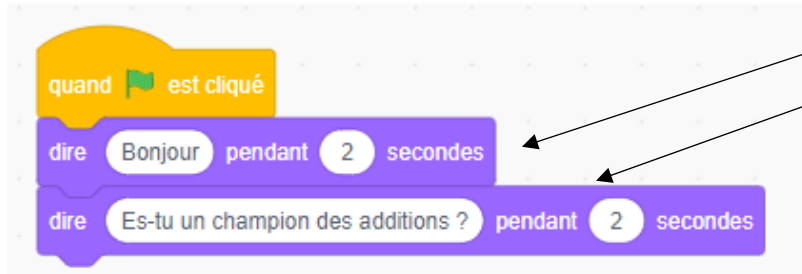 quand est cliqué
dire Bonjour pendant 2 secondes
dire Es-tu un champion des additions ? pendant 2 secondes